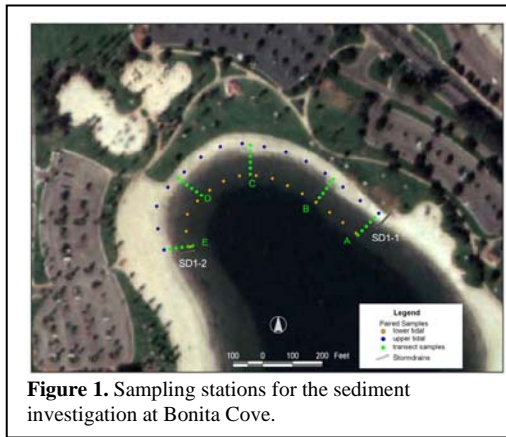 C
D
B
A
E
SD1-1
SD1-2
100 0 100 200 Feet
Legend
Paired Samples
lower tidal
upper tidal
transect samples
Stormdrains
Figure 1. Sampling stations for the sediment
investigation at Bonita Cove.